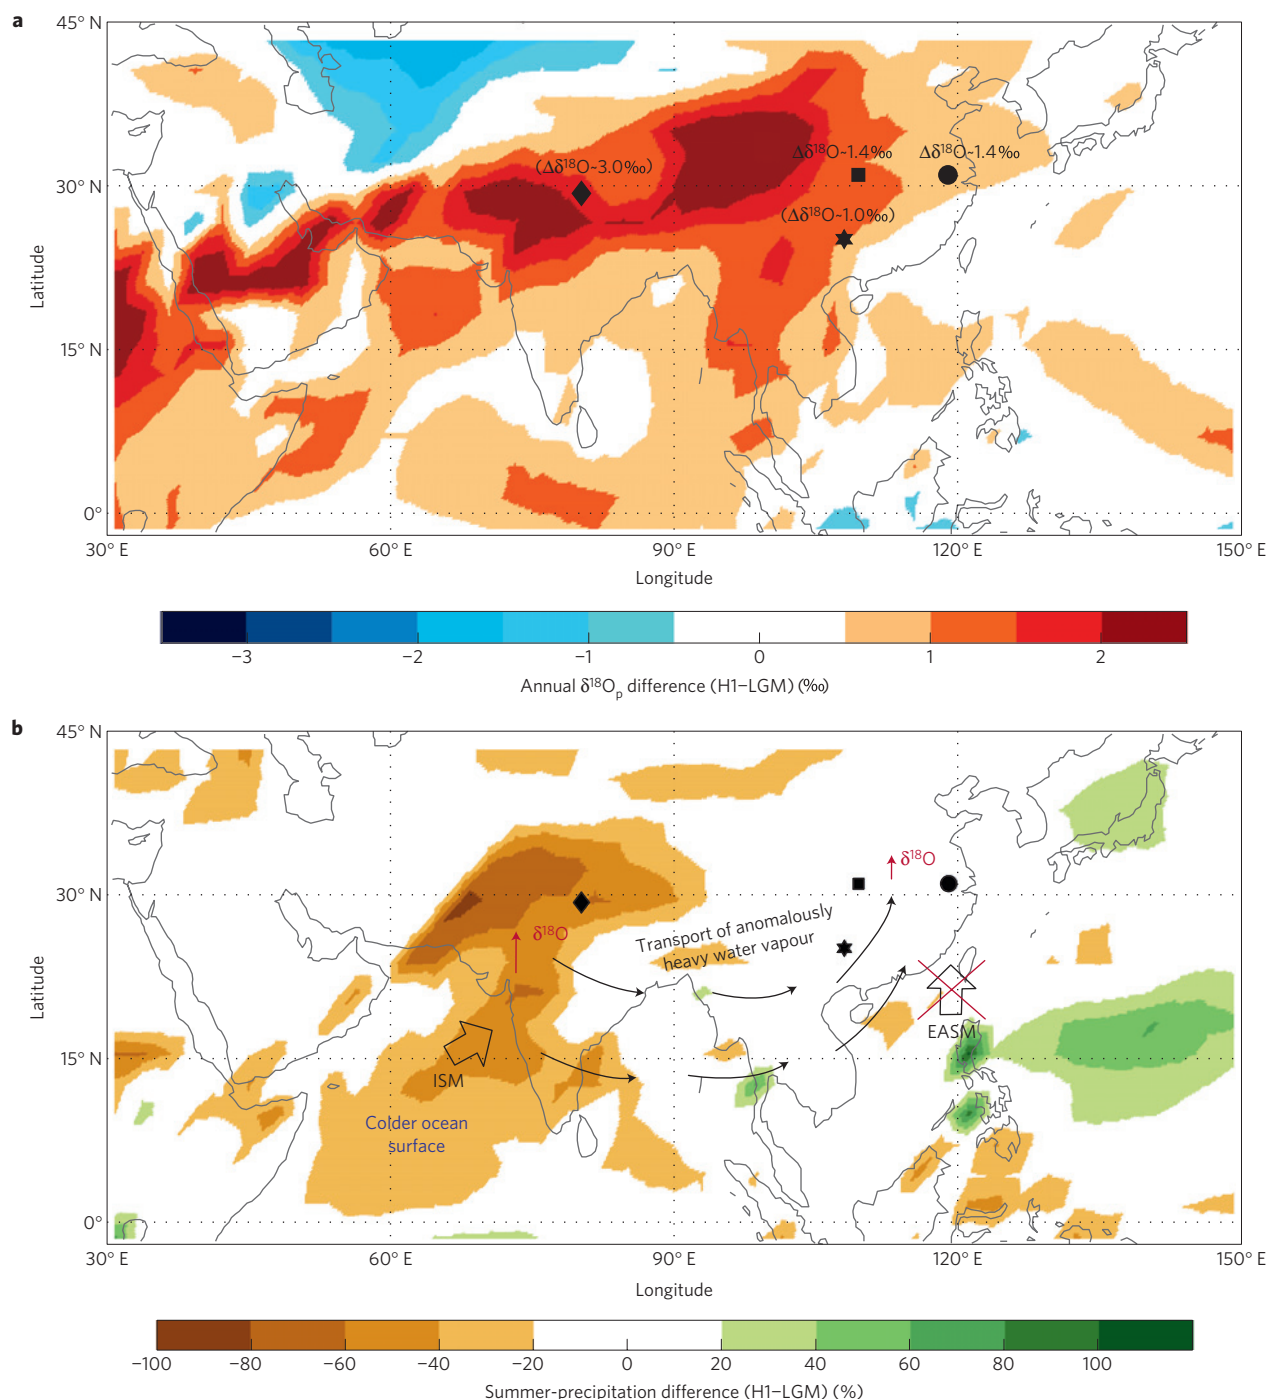 a
45° N
30° N
15° N
0°
Latitude
(Δδ¹⁸O~3.0‰)
Δδ¹⁸O~1.4‰
Δδ¹⁸O~1.4‰
(Δδ¹⁸O~1.0‰)
30° E
60° E
90° E
120° E
150° E
Longitude
−3
−2
−1
0
1
2
Annual δ¹⁸Oₚ difference (H1–LGM) (‰)
b
45° N
30° N
15° N
0°
Latitude
δ¹⁸O
δ¹⁸O
Transport of anomalously
heavy water vapour
EASM
ISM
Colder ocean
surface
30° E
60° E
90° E
120° E
150° E
Longitude
−100
−80
−60
−40
−20
0
20
40
60
80
100
Summer-precipitation difference (H1–LGM) (%)